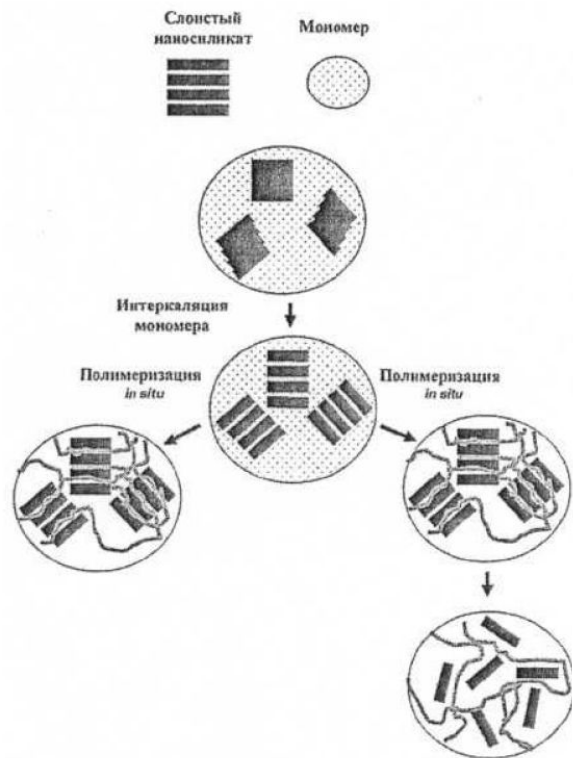 Слоистый
наносиликат
Мономер
Интеркаляция
мономера
Полимеризация
in situ
Полимеризация
in situ